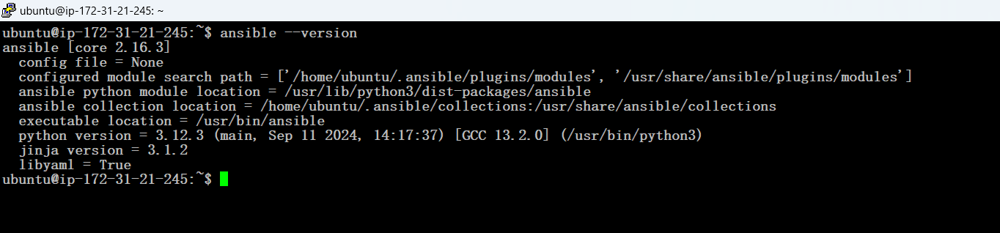 ubuntu@ip-172-31-21-245: ~
ubuntu@ip-172-31-21-245:~$ ansible --version
ansible [core 2.16.3]
  config file = None
  configured module search path = ['/home/ubuntu/.ansible/plugins/modules', '/usr/share/ansible/plugins/modules']
  ansible python module location = /usr/lib/python3/dist-packages/ansible
  ansible collection location = /home/ubuntu/.ansible/collections:/usr/share/ansible/collections
  executable location = /usr/bin/ansible
  python version = 3.12.3 (main, Sep 11 2024, 14:17:37) [GCC 13.2.0] (/usr/bin/python3)
  jinja version = 3.1.2
  libyaml = True
ubuntu@ip-172-31-21-245:~$